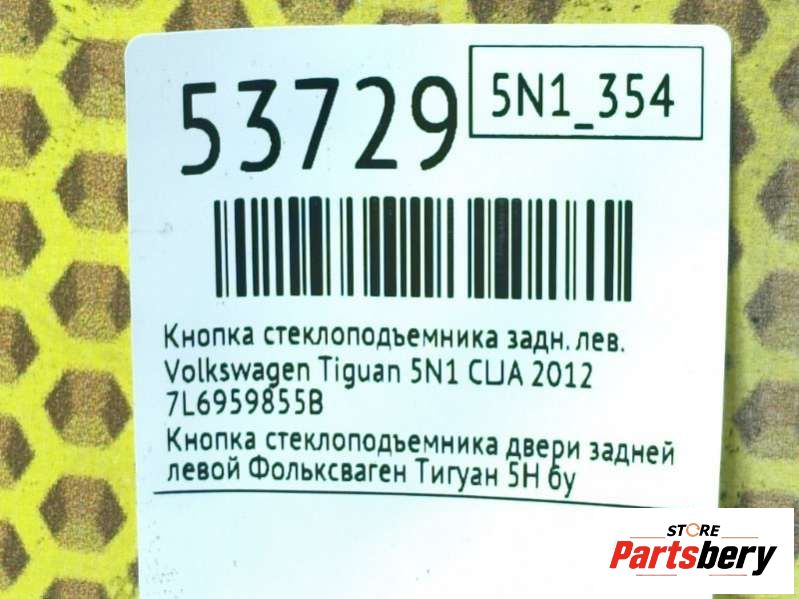 53729
5N1_354
Кнопка стеклоподъемника задн. лев.
Volkswagen Tiguan 5N1 США 2012
7L6959855B
Кнопка стеклоподъемника двери задней
левой Фольксваген Тигуан 5Н бу
STORE
Partsbery